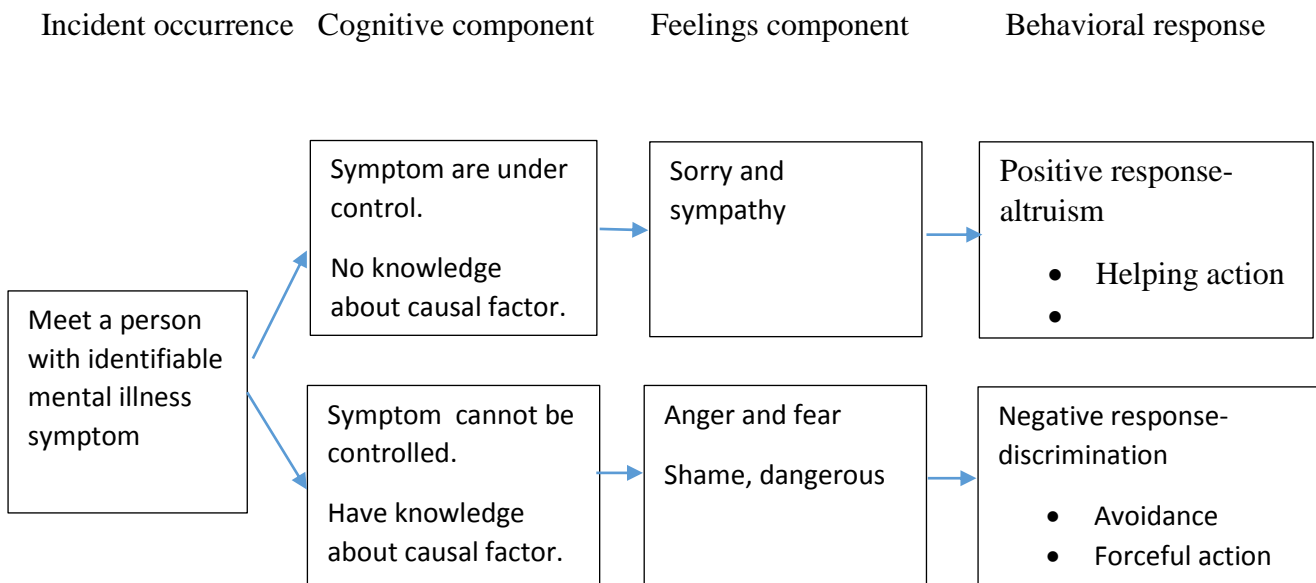 Incident occurrence Cognitive component Feelings component Behavioral response
Symptom are under
control.
No knowledge
about causal factor.
Sorry and
sympathy
Positive response-
altruism
• Helping action
•
Meet a person
with identifiable
mental illness
symptom
Symptom cannot be
controlled.
Have knowledge
about causal factor.
Anger and fear
Shame, dangerous
Negative response-
discrimination
• Avoidance
• Forceful action